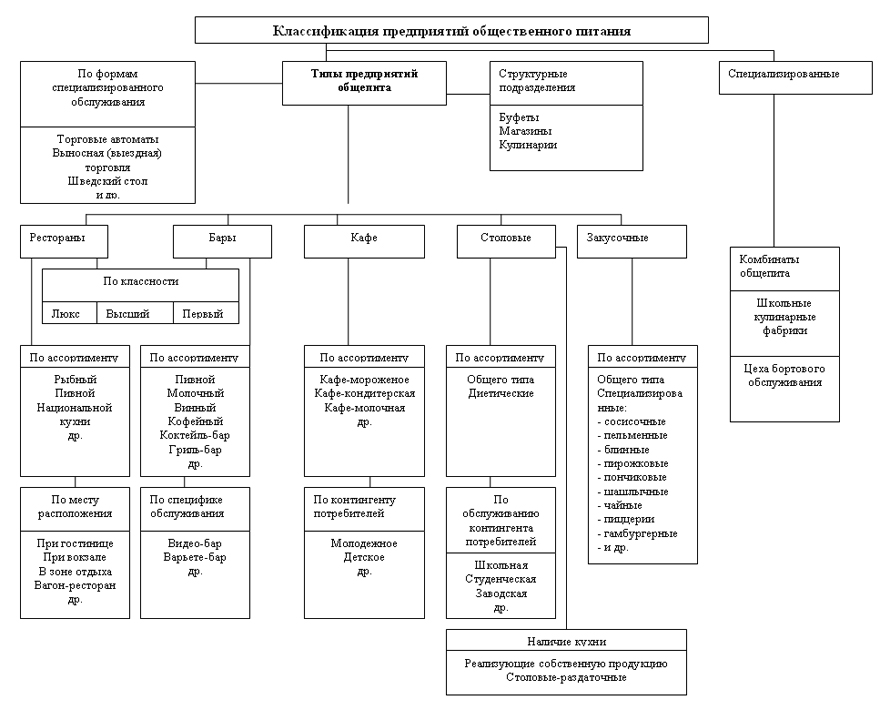 Классификация предприятий общественного питания
По формам
специализированного
обслуживания
Торговые автоматы
Выносная (выездная)
торговля
Шведский стол
и др.
Типы предприятий
общепита
Структурные
подразделения
Буфеты
Магазины
Кулинарии
Специализированные
Рестораны
Бары
Кафе
Столовые
Закусочные
По классности
Люкс
Высший
Первый
Комбинаты
общепита
Школьные
кулинарные
фабрики
Цеха бортового
обслуживания
По ассортименту
Рыбный
Пивной
Национальной
кухни
др.
По ассортименту
Пивной
Молочный
Винный
Кофейный
Коктейль-бар
Гриль-бар
др.
По ассортименту
Кафе-мороженое
Кафе-кондитерская
Кафе-молочная
др.
По ассортименту
Общего типа
Диетические
По ассортименту
Общего типа
Специализирова
нные:
- сосисочные
- пельменные
- блинные
- пирожковые
- пончиковые
- шашлычные
- чайные
- пиццерии
- гамбургерные
- и др.
По месту
расположения
При гостинице
При вокзале
В зоне отдыха
Вагон-ресторан
др.
По специфике
обслуживания
Видео-бар
Варьете-бар
др.
По контингенту
потребителей
Молодежное
Детское
др.
По
обслуживанию
контингента
потребителей
Школьная
Студенческая
Заводская
др.
Наличие кухни
Реализующие собственную продукцию
Столовые-раздаточные